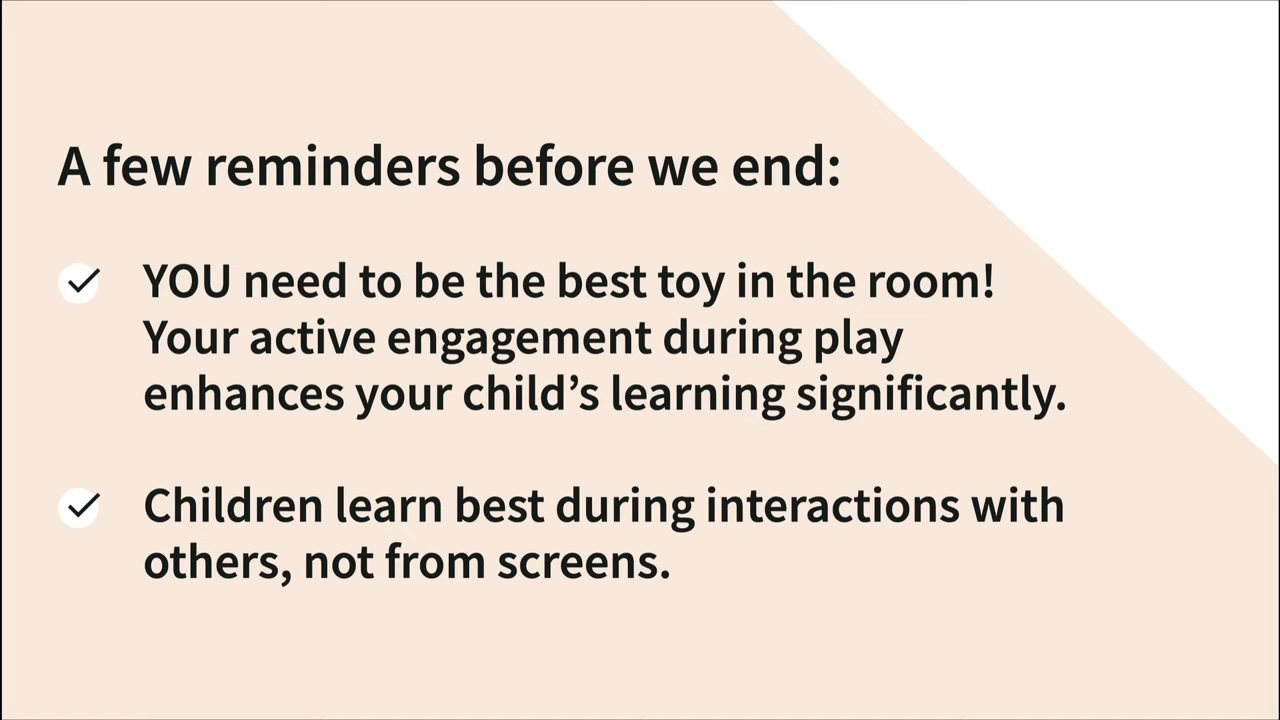 A few reminders before we end:
YOU need to be the best toy in the room!
Your active engagement during play
enhances your child’s learning significantly.
Children learn best during interactions with
others, not from screens.